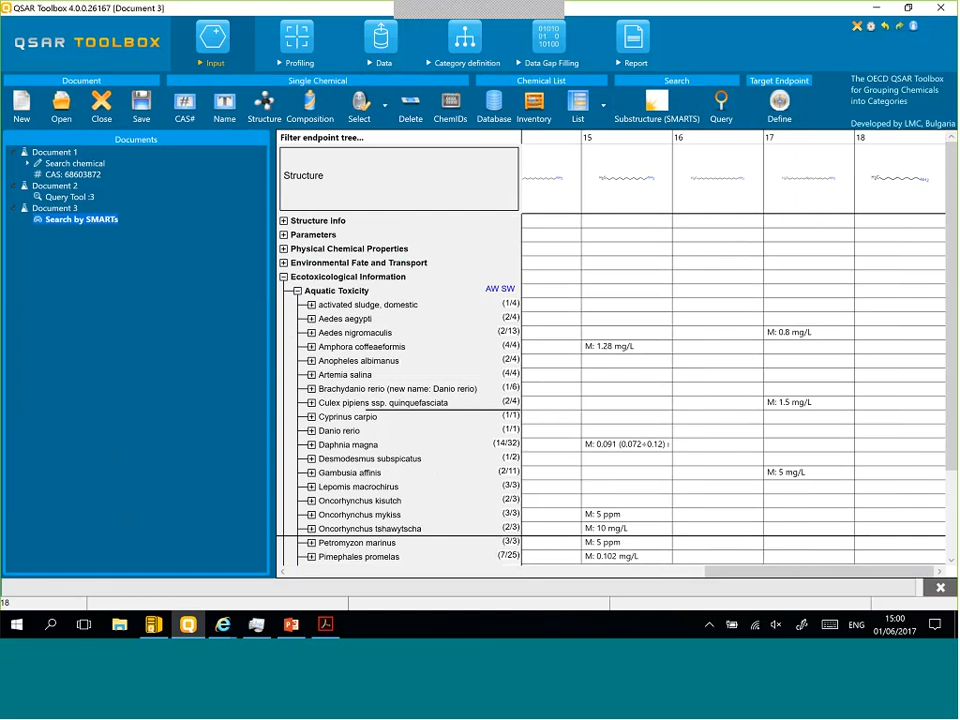 QSAR Toolbox 4.0.0.26167 [Document 3]
QSAR TOOLBOX
Input
Profiling
01010
01 0
10100
Data
Category definition
Data Gap Filling
Report
Document
Single Chemical
Chemical List
Search
Target Endpoint
The OECD QSAR Toolbox
for Grouping Chemicals
into Categories
Developed by LMC, Bulgaria
New
Open
Close
Save
CAS#
Name
Structure
Composition
Select
Delete
ChemIDs
Database
Inventory
List
Substructure (SMARTS)
Query
Define
Documents
Document 1
Search chemical
# CAS: 68603872
Document 2
Query Tool :3
Document 3
Search by SMARTs
Filter endpoint tree... 15 16 17 18
Structure
Structure info
Parameters
Physical Chemical Properties
Environmental Fate and Transport
Ecotoxicological Information
Aquatic Toxicity AW SW
activated sludge, domestic (1/4)
Aedes aegypti (2/4)
Aedes nigromaculis (2/13) M: 0.8 mg/L
Amphora coffeaeformis (4/4) M: 1.28 mg/L
Anopheles albimanus (2/4)
Artemia salina (4/4)
Brachydanio rerio (new name: Danio rerio) (1/6)
Culex pipiens ssp. quinquefasciata (2/4) M: 1.5 mg/L
Cyprinus carpio (1/1)
Danio rerio (1/1)
Daphnia magna (14/32) M: 0.091 (0.072÷0.12)
Desmodesmus subspicatus (1/2)
Gambusia affinis (2/11) M: 5 mg/L
Lepomis macrochirus (3/3)
Oncorhynchus kisutch (2/3)
Oncorhynchus mykiss (3/3) M: 5 ppm
Oncorhynchus tshawytscha (2/3) M: 10 mg/L
Petromyzon marinus (3/3) M: 5 ppm
Pimephales promelas (7/25) M: 0.102 mg/L
18
ENG
15:00
01/06/2017